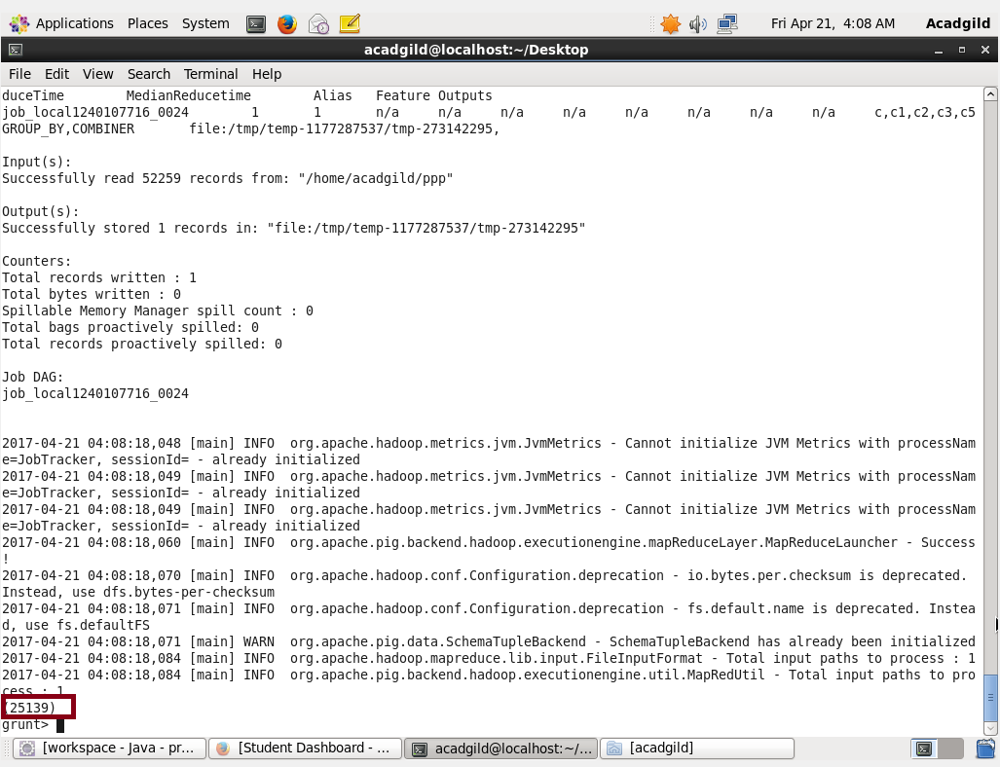 Applications Places System Fri Apr 21, 4:08 AM Acadgild
acadgild@localhost:~/Desktop
File Edit View Search Terminal Help
duceTime MedianReducetime Alias Feature Outputs
job_local1240107716_0024 1 1 n/a n/a n/a n/a n/a n/a n/a n/a c,c1,c2,c3,c5
GROUP_BY,COMBINER file:/tmp/temp-1177287537/tmp-273142295,
Input(s):
Successfully read 52259 records from: "/home/acadgild/ppp"
Output(s):
Successfully stored 1 records in: "file:/tmp/temp-1177287537/tmp-273142295"
Counters:
Total records written : 1
Total bytes written : 0
Spillable Memory Manager spill count : 0
Total bags proactively spilled: 0
Total records proactively spilled: 0
Job DAG:
job_local1240107716_0024
2017-04-21 04:08:18,048 [main] INFO org.apache.hadoop.metrics.jvm.JvmMetrics - Cannot initialize JVM Metrics with processNam
e=JobTracker, sessionId= - already initialized
2017-04-21 04:08:18,049 [main] INFO org.apache.hadoop.metrics.jvm.JvmMetrics - Cannot initialize JVM Metrics with processNam
e=JobTracker, sessionId= - already initialized
2017-04-21 04:08:18,049 [main] INFO org.apache.hadoop.metrics.jvm.JvmMetrics - Cannot initialize JVM Metrics with processNam
e=JobTracker, sessionId= - already initialized
2017-04-21 04:08:18,060 [main] INFO org.apache.pig.backend.hadoop.executionengine.mapReduceLayer.MapReduceLauncher - Success
!
2017-04-21 04:08:18,070 [main] INFO org.apache.hadoop.conf.Configuration.deprecation - io.bytes.per.checksum is deprecated.
Instead, use dfs.bytes-per-checksum
2017-04-21 04:08:18,071 [main] INFO org.apache.hadoop.conf.Configuration.deprecation - fs.default.name is deprecated. Instea
d, use fs.defaultFS
2017-04-21 04:08:18,071 [main] WARN org.apache.pig.data.SchemaTupleBackend - SchemaTupleBackend has already been initialized
2017-04-21 04:08:18,084 [main] INFO org.apache.hadoop.mapreduce.lib.input.FileInputFormat - Total input paths to process : 1
2017-04-21 04:08:18,084 [main] INFO org.apache.pig.backend.hadoop.executionengine.util.MapRedUtil - Total input paths to pro
cess : 1
(25139)
grunt>
[workspace - Java - pr... [Student Dashboard - ... acadgild@localhost:~/... [acadgild]